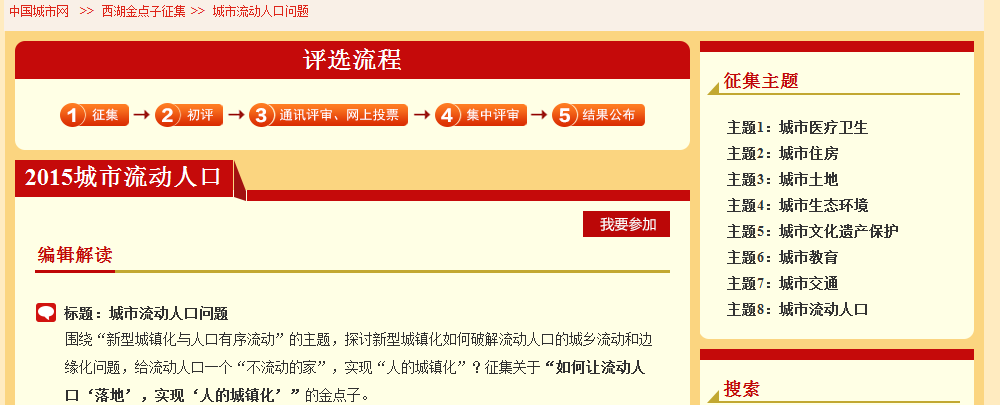 中国城市网 >> 西湖金点子征集 >> 城市流动人口问题
评选流程
1 征集 → 2 初评 → 3 通讯评审、网上投票 → 4 集中评审 → 5 结果公布
2015城市流动人口
我要参加
编辑解读
标题：城市流动人口问题
围绕“新型城镇化与人口有序流动”的主题，探讨新型城镇化如何破解流动人口的城乡流动和边
缘化问题，给流动人口一个“不流动的家”，实现“人的城镇化”？征集关于“如何让流动人
口‘落地’，实现‘人的城镇化’”的金点子。
征集主题
主题1：城市医疗卫生
主题2：城市住房
主题3：城市土地
主题4：城市生态环境
主题5：城市文化遗产保护
主题6：城市教育
主题7：城市交通
主题8：城市流动人口
搜索